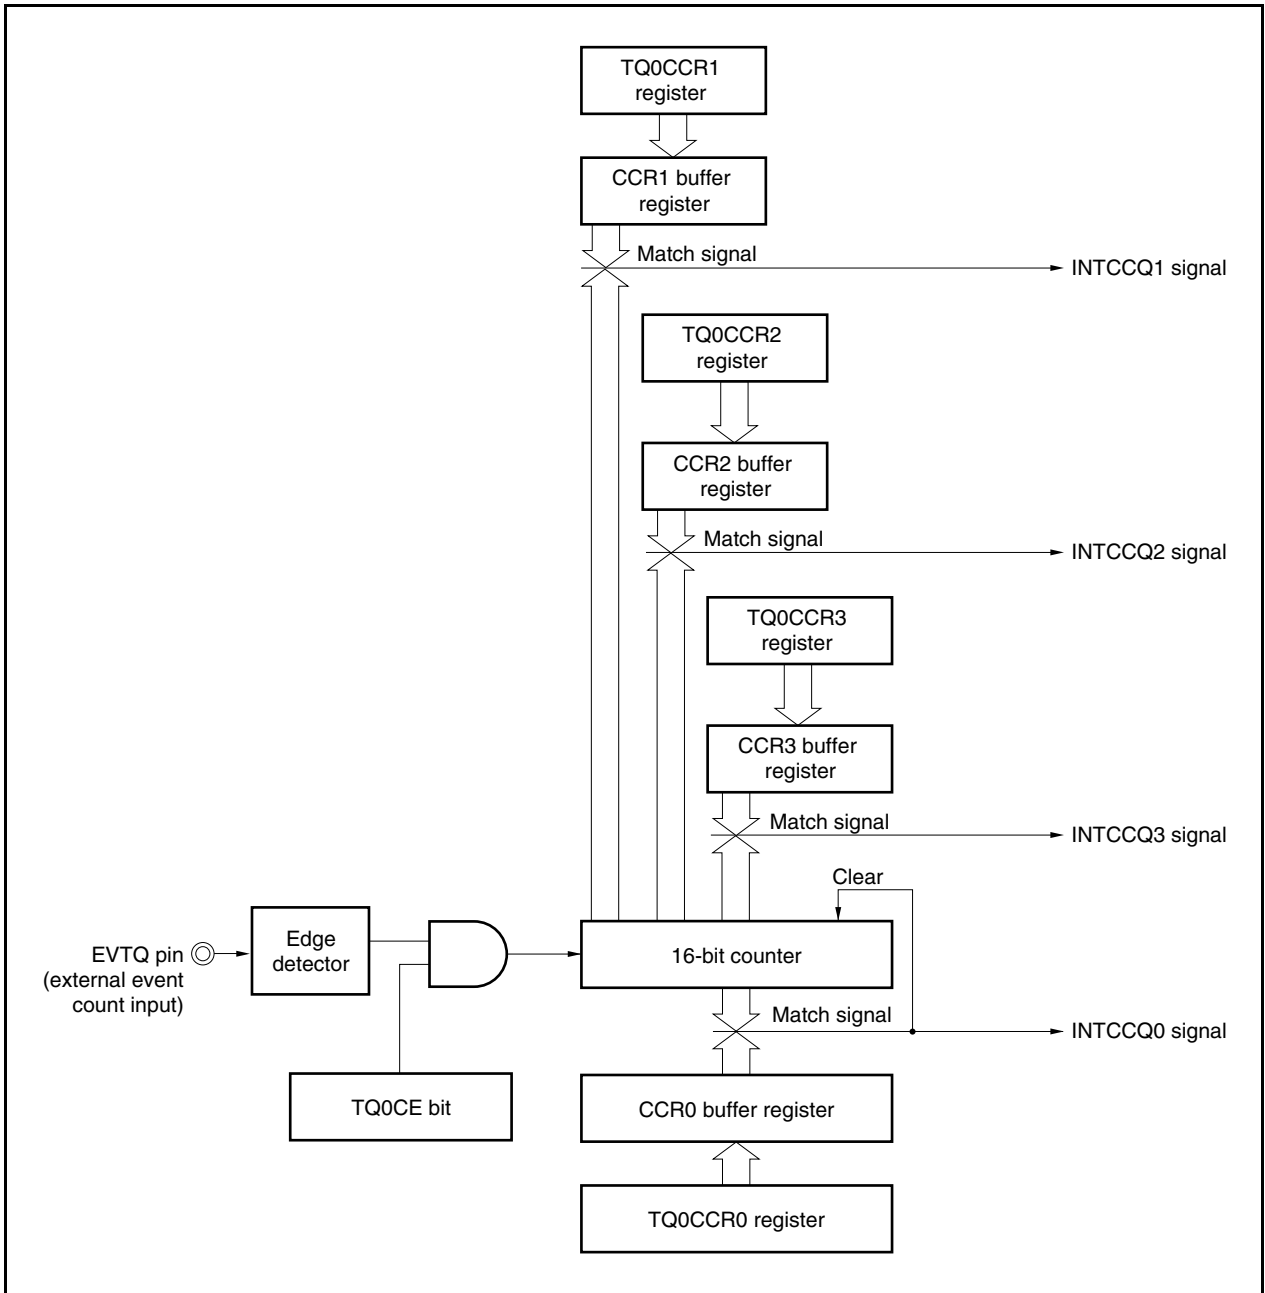 TQ0CCR1
register
CCR1 buffer
register
Match signal
INTCCQ1 signal
TQ0CCR2
register
CCR2 buffer
register
Match signal
INTCCQ2 signal
TQ0CCR3
register
CCR3 buffer
register
Match signal
INTCCQ3 signal
Clear
EVTQ pin
(external event
count input)
Edge
detector
16-bit counter
Match signal
INTCCQ0 signal
TQ0CE bit
CCR0 buffer register
TQ0CCR0 register